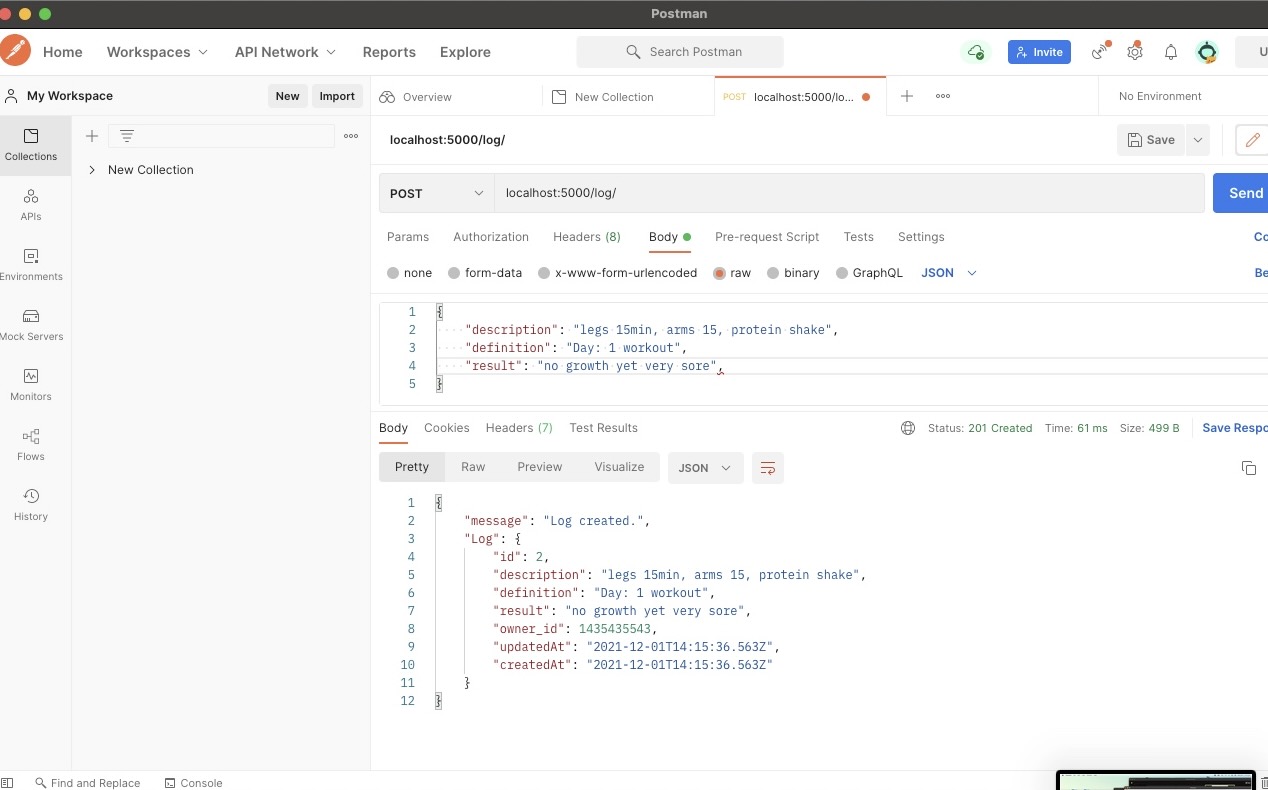 Postman
Home Workspaces API Network Reports Explore Search Postman Invite U
My Workspace New Import Overview New Collection POST localhost:5000/lo... No Environment
Collections
New Collection
localhost:5000/log/ Save
APIs
POST localhost:5000/log/ Send
Params Authorization Headers (8) Body Pre-request Script Tests Settings Co
Environments
none form-data x-www-form-urlencoded raw binary GraphQL JSON Be
1 {
2 "description": "legs 15min, arms 15, protein shake",
3 "definition": "Day: 1 workout",
4 "result": "no growth yet very sore",
5 }
Mock Servers
Monitors
Flows
History
Body Cookies Headers (7) Test Results Status: 201 Created Time: 61 ms Size: 499 B Save Respo
Pretty Raw Preview Visualize JSON
1 {
2 "message": "Log created.",
3 "Log": {
4 "id": 2,
5 "description": "legs 15min, arms 15, protein shake",
6 "definition": "Day: 1 workout",
7 "result": "no growth yet very sore",
8 "owner_id": 1435435543,
9 "updatedAt": "2021-12-01T14:15:36.563Z",
10 "createdAt": "2021-12-01T14:15:36.563Z"
11 }
12 }
Find and Replace Console